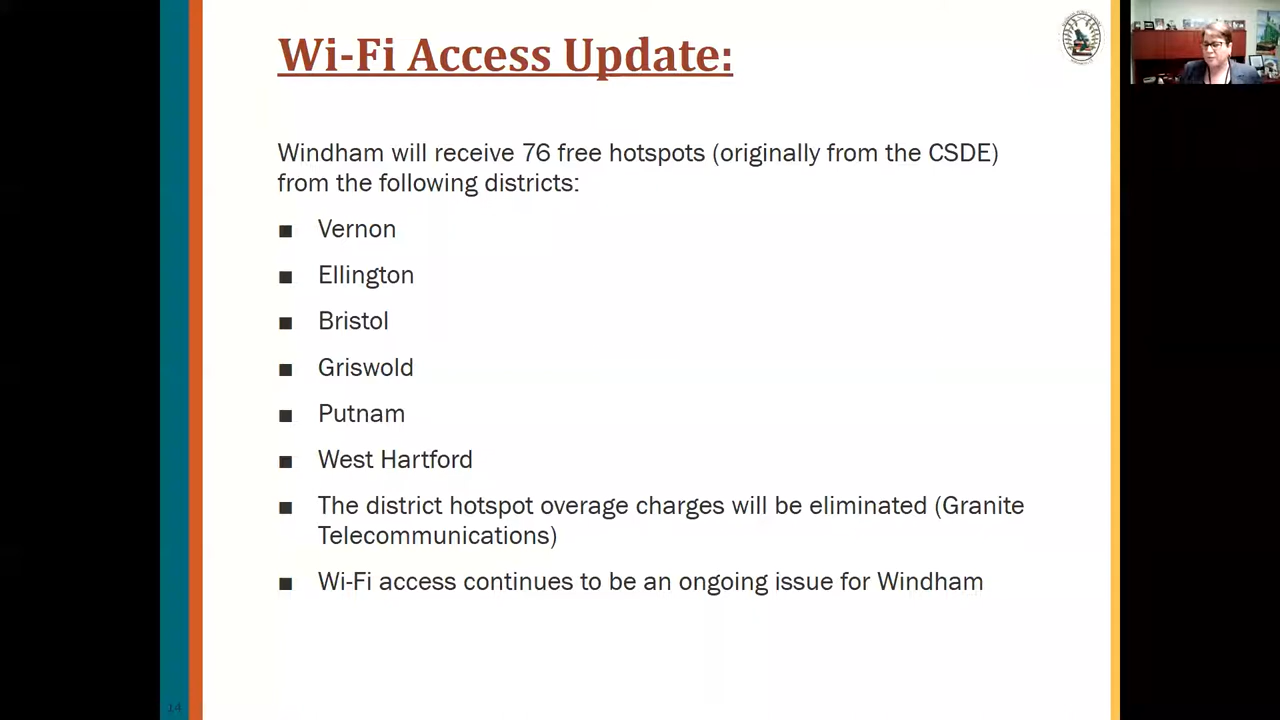 Wi-Fi Access Update:
Windham will receive 76 free hotspots (originally from the CSDE)
from the following districts:
■ Vernon
■ Ellington
■ Bristol
■ Griswold
■ Putnam
■ West Hartford
■ The district hotspot overage charges will be eliminated (Granite
Telecommunications)
■ Wi-Fi access continues to be an ongoing issue for Windham
14